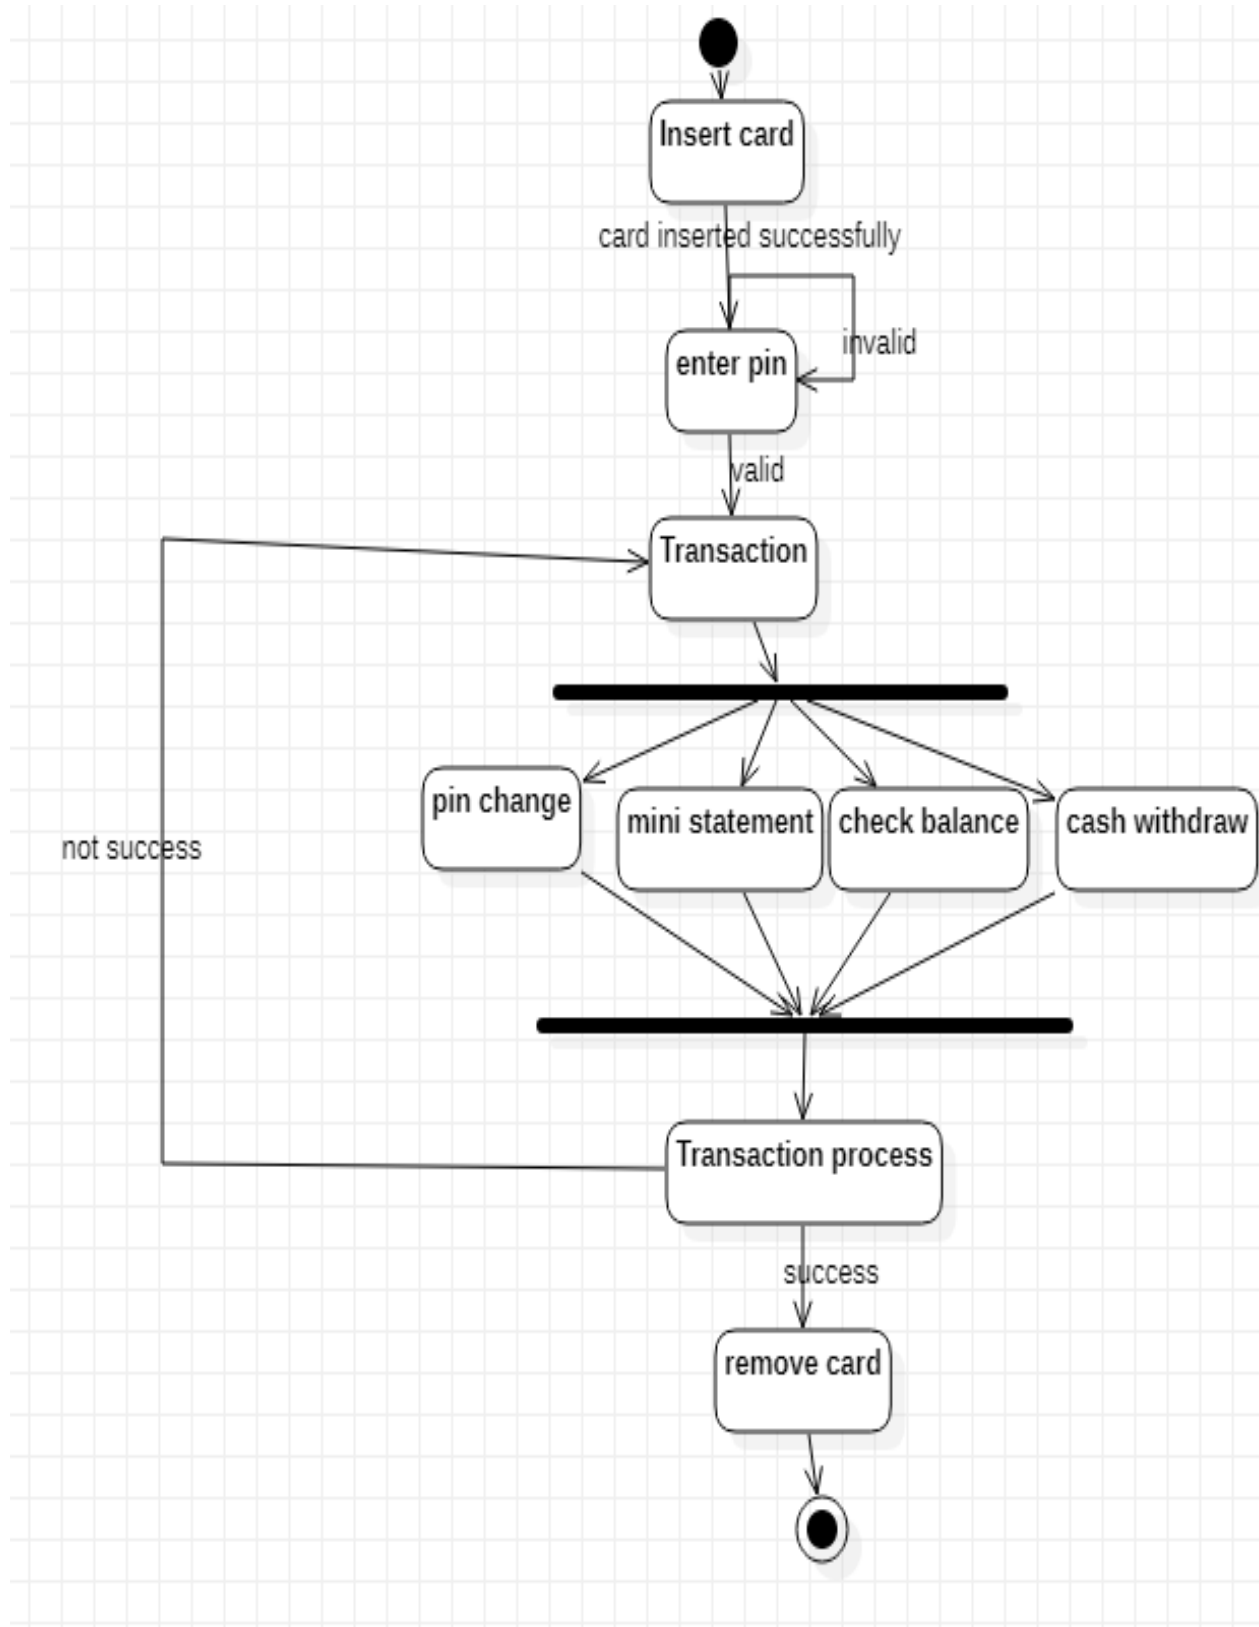 Insert card
card inserted successfully
invalid
enter pin
valid
Transaction
pin change
mini statement
check balance
cash withdraw
not success
Transaction process
success
remove card